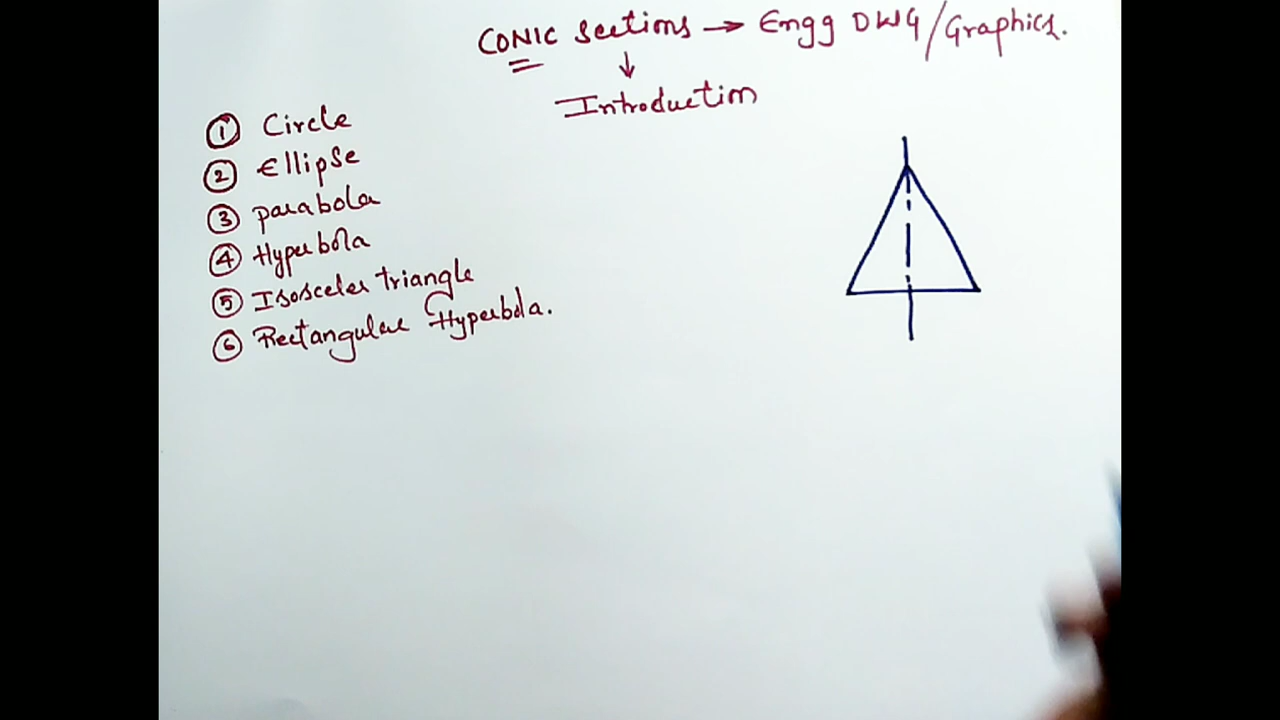 CONIC Sections → Engg DWG/Graphics.
↓
Introduction
① Circle
② Ellipse
③ parabola
④ Hyperbola
⑤ Isosceles triangle
⑥ Rectangular Hyperbola.